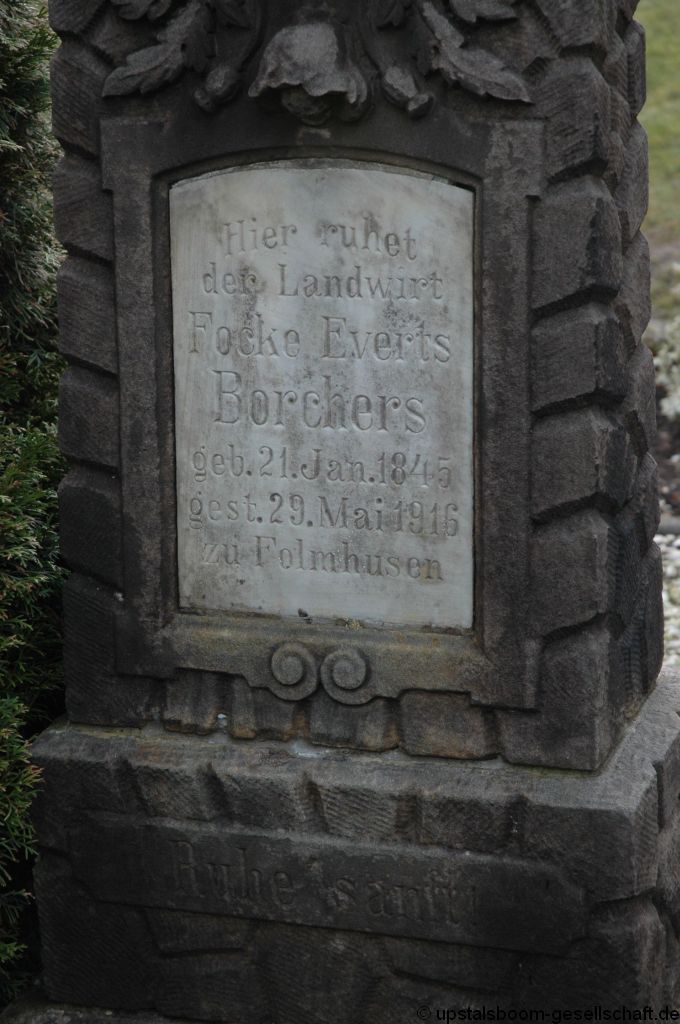 Hier ruhet
der Landwirt
Focke Everts
Borchers
geb. 21. Jan. 1845
gest. 29. Mai 1916
zu Folmhusen
Ruhe sanft!
© upstalsboom-gesellschaft.de